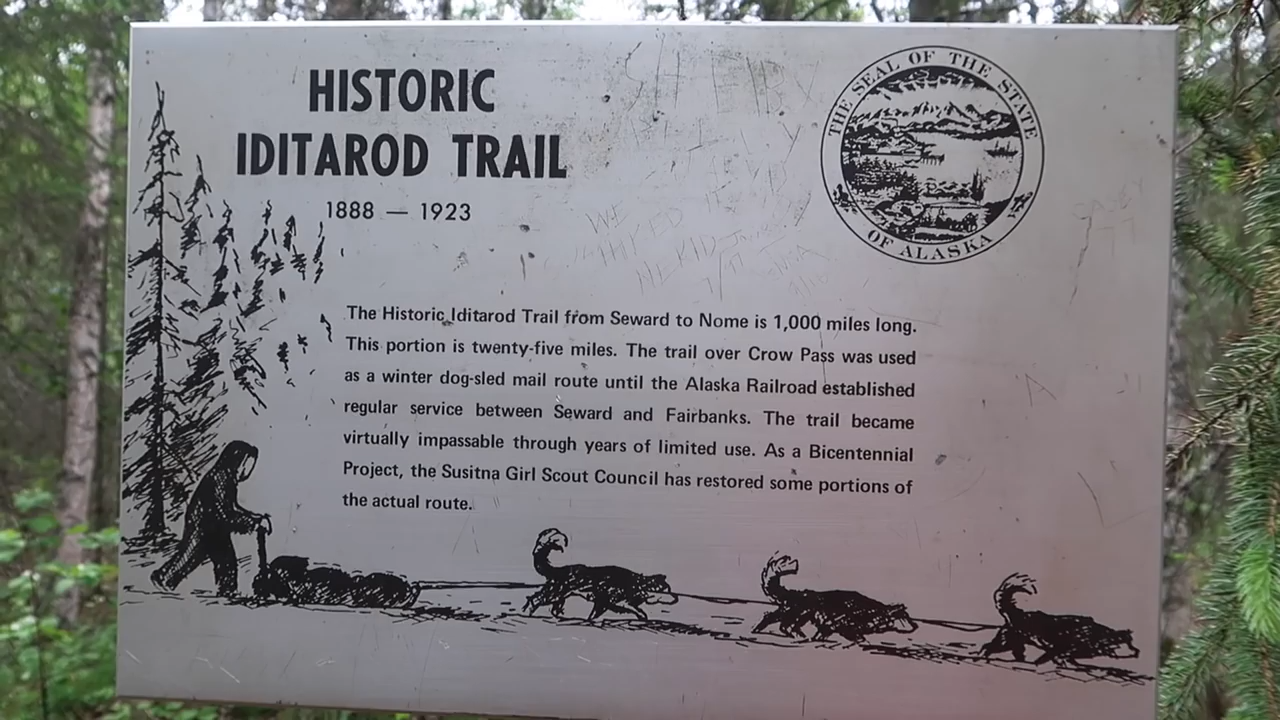 HISTORIC
IDITAROD TRAIL
1888 — 1923
THE SEAL OF THE STATE
OF ALASKA
WE
The Historic Iditarod Trail from Seward to Nome is 1,000 miles long.
This portion is twenty-five miles. The trail over Crow Pass was used
as a winter dog-sled mail route until the Alaska Railroad established
regular service between Seward and Fairbanks. The trail became
virtually impassable through years of limited use. As a Bicentennial
Project, the Susitna Girl Scout Council has restored some portions of
the actual route.